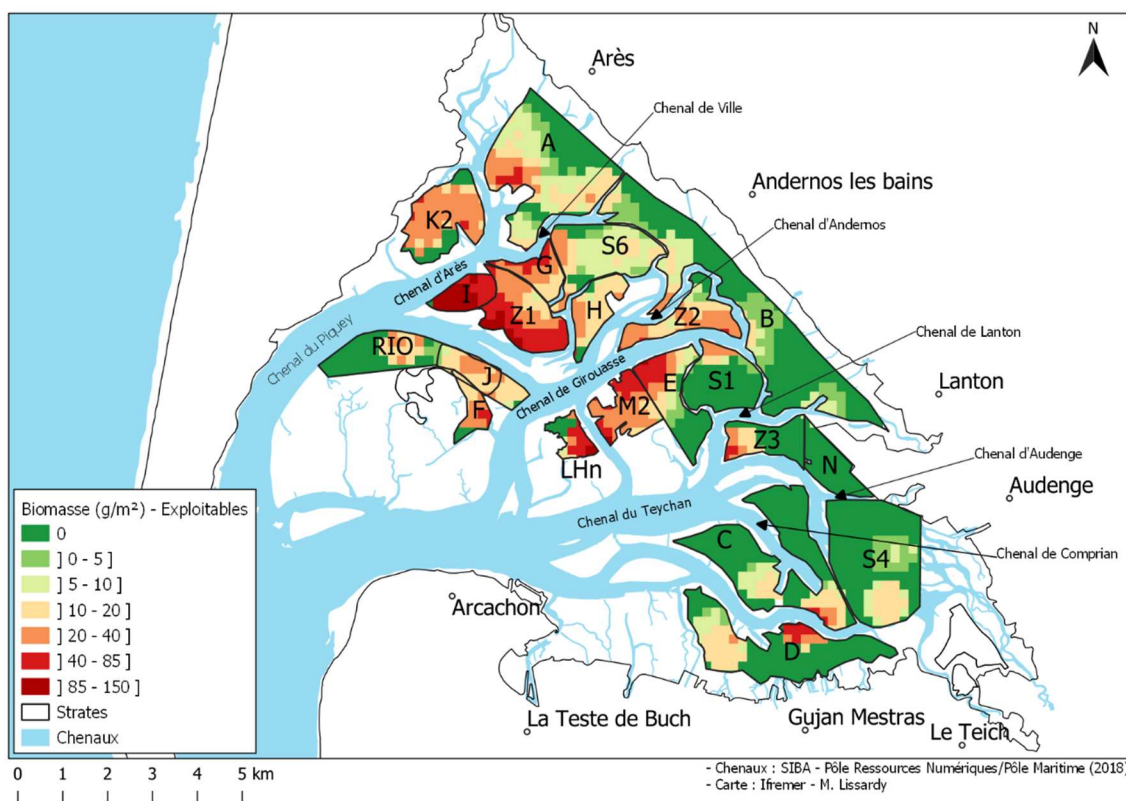 N
Arès
Chenal de Ville
A
Andernos les bains
K2
Chenal d'Andernos
S6
G
Chenal d'Arès
I
Z1
H
Z2
B
Chenal de Lanton
Chenal du Piquey
RIO
J
S1
E
Lanton
Chenal de Girouasse
F
M2
Z3
LHn
N
Chenal d'Audenge
Audenge
Chenal du Teychan
C
S4
Chenal de Comprian
Arcachon
D
La Teste de Buch
Gujan Mestras
Le Teich
Biomasse (g/m²) - Exploitables
0
] 0 - 5 ]
] 5 - 10 ]
] 10 - 20 ]
] 20 - 40 ]
] 40 - 85 ]
] 85 - 150 ]
Strates
Chenaux
0 1 2 3 4 5 km
- Chenaux : SIBA - Pôle Ressources Numériques/Pôle Maritime (2018)
- Carte : Ifremer - M. Lissardy